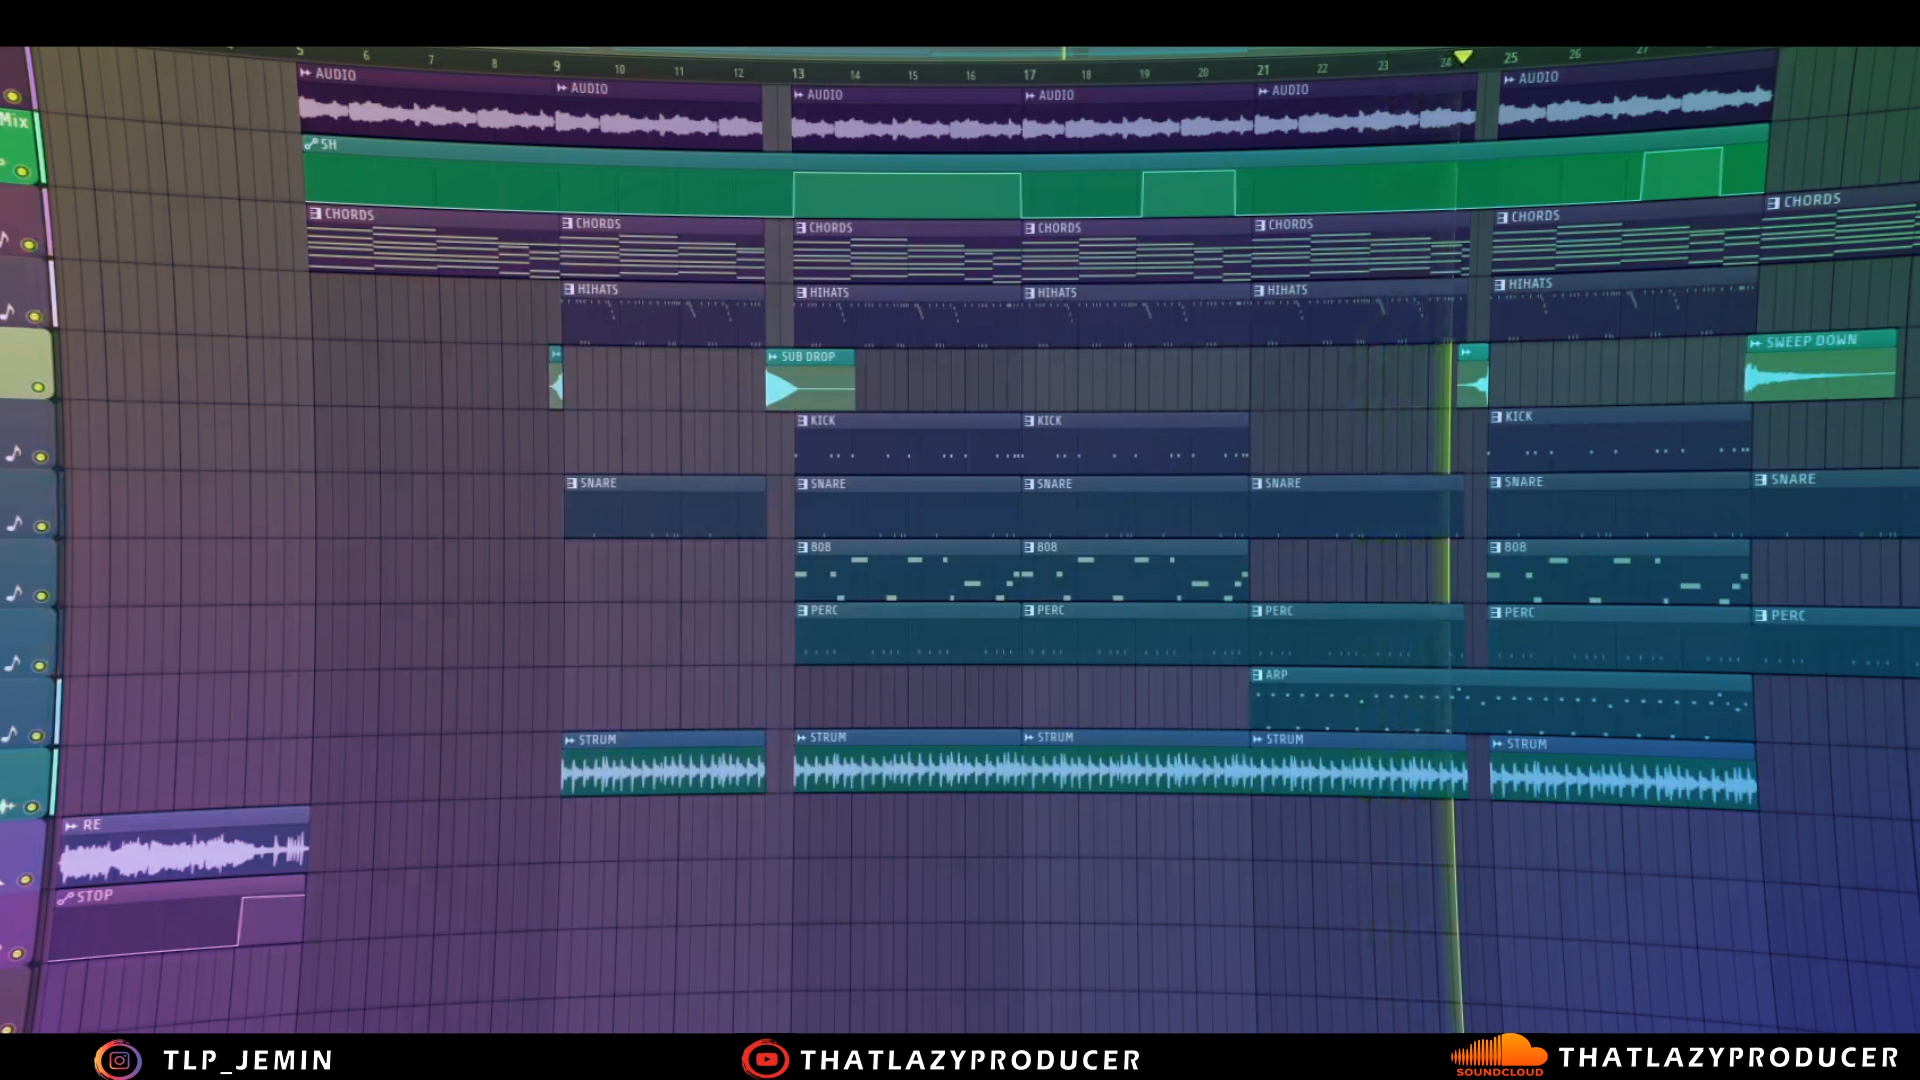 5 6 7 8 9 10 11 12 13 14 15 16 17 18 19 20 21 22 23 24 25 26 27
AUDIO AUDIO AUDIO AUDIO AUDIO AUDIO
Mix
SH
CHORDS CHORDS CHORDS CHORDS CHORDS CHORDS CHORDS
HIHATS HIHATS HIHATS HIHATS HIHATS
SUB DROP SWEEP DOWN
KICK KICK KICK
SNARE SNARE SNARE SNARE SNARE SNARE
808 808 808
PERC PERC PERC PERC PERC
ARP
STRUM STRUM STRUM STRUM STRUM
RE
STOP
TLP_JEMIN THATLAZYPRODUCER SOUNDCLOUD THATLAZYPRODUCER